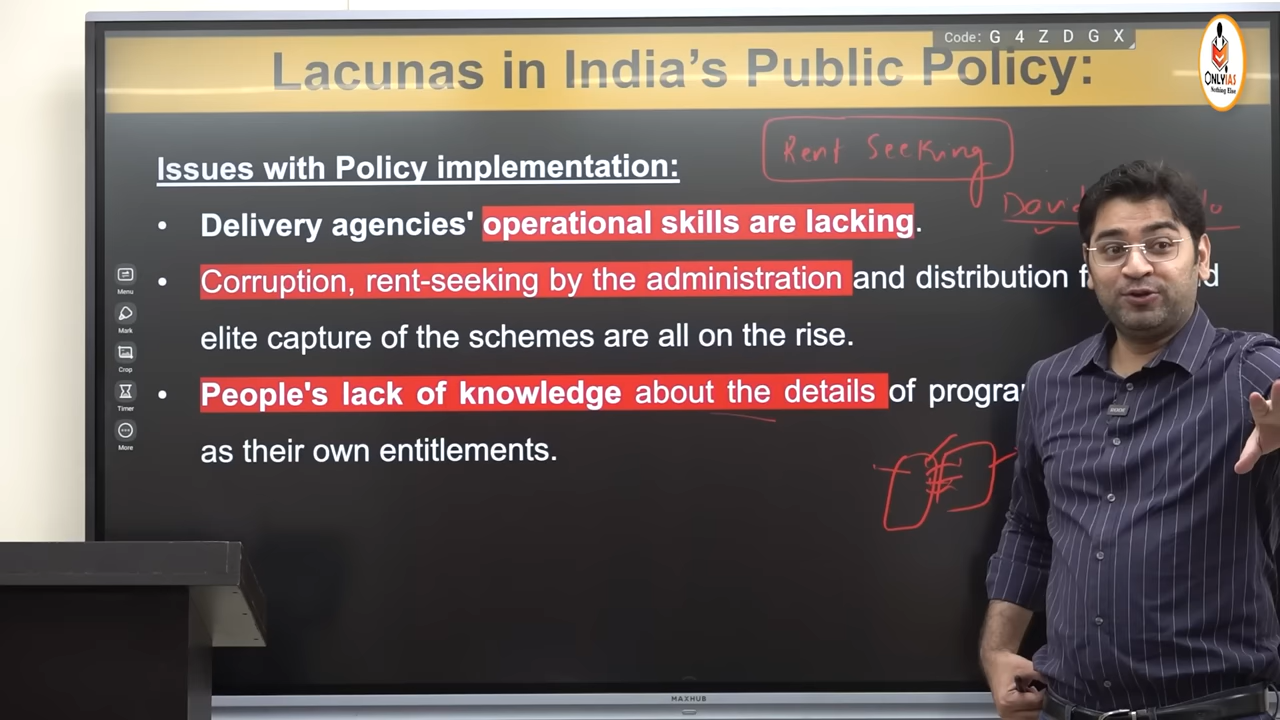 Code: G 4 Z D G X
ONLYIAS
Nothing Else
Lacunas in India's Public Policy:
Rent Seeking
Issues with Policy implementation:
• Delivery agencies' operational skills are lacking.
• Corruption, rent-seeking by the administration and distribution
elite capture of the schemes are all on the rise.
• People's lack of knowledge about the details of
as their own entitlements.
Menu
Mark
Crop
Timer
More
MAXHUB